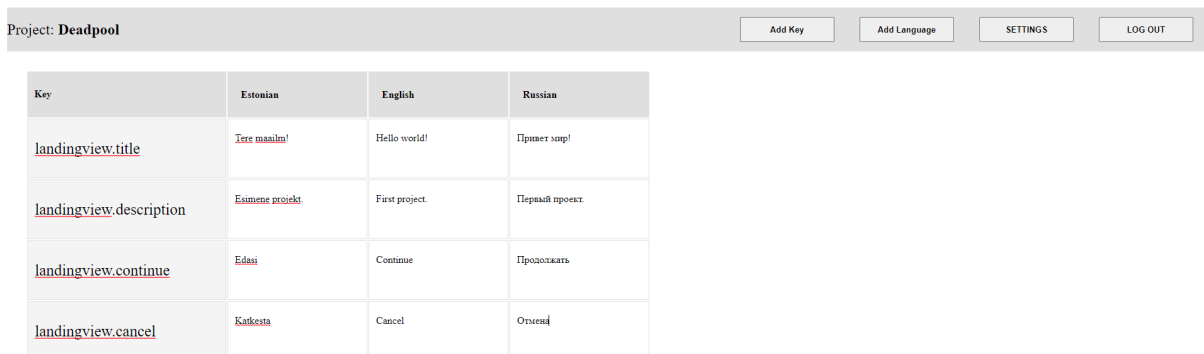 Project: Deadpool Add Key Add Language SETTINGS LOG OUT
Key Estonian English Russian
landingview.title Tere maailm! Hello world! Привет мир!
landingview.description Esimene projekt. First project. Первый проект.
landingview.continue Edasi Continue Продолжать
landingview.cancel Katkesta Cancel Отмена